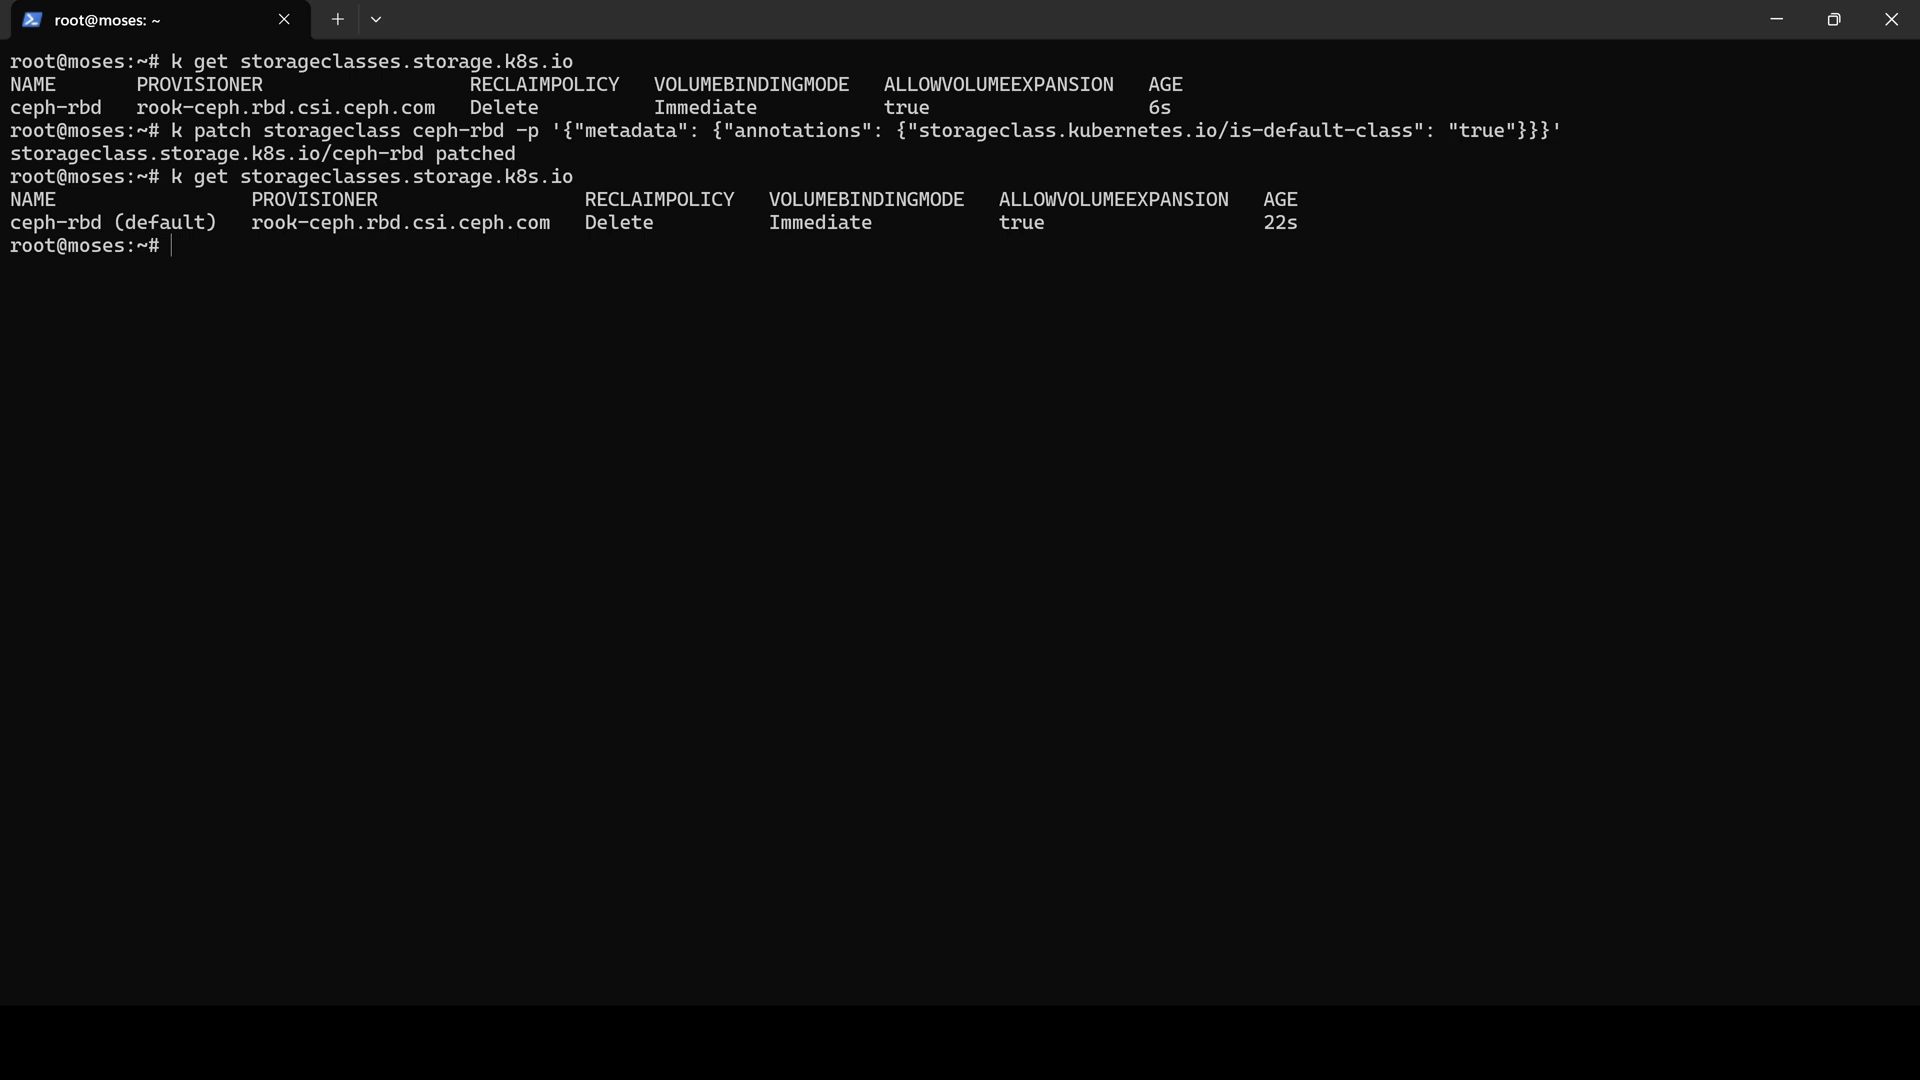 root@moses: ~
root@moses:~# k get storageclasses.storage.k8s.io
NAME       PROVISIONER                  RECLAIMPOLICY   VOLUMEBINDINGMODE   ALLOWVOLUMEEXPANSION   AGE
ceph-rbd   rook-ceph.rbd.csi.ceph.com   Delete          Immediate           true                   6s
root@moses:~# k patch storageclass ceph-rbd -p '{"metadata": {"annotations": {"storageclass.kubernetes.io/is-default-class": "true"}}}'
storageclass.storage.k8s.io/ceph-rbd patched
root@moses:~# k get storageclasses.storage.k8s.io
NAME                 PROVISIONER                  RECLAIMPOLICY   VOLUMEBINDINGMODE   ALLOWVOLUMEEXPANSION   AGE
ceph-rbd (default)   rook-ceph.rbd.csi.ceph.com   Delete          Immediate           true                   22s
root@moses:~#